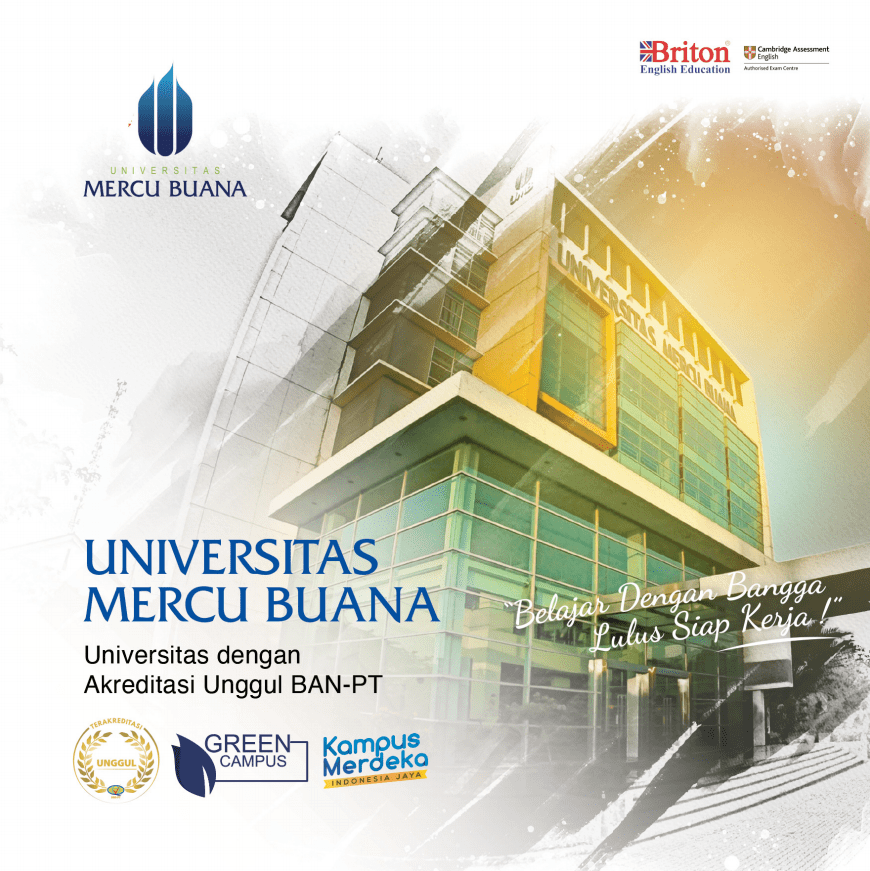 Briton
English Education
Cambridge Assessment
English
Authorised Exam Centre
UNIVERSITAS
MERCU BUANA
UNIVERSITAS MERCU BUANA
UNIVERSITAS
MERCU BUANA
"Belajar Dengan Bangga
Lulus Siap Kerja !"
Universitas dengan
Akreditasi Unggul BAN-PT
TERAKREDITASI
UNGGUL
GREEN
CAMPUS
Kampus
Merdeka
INDONESIA JAYA